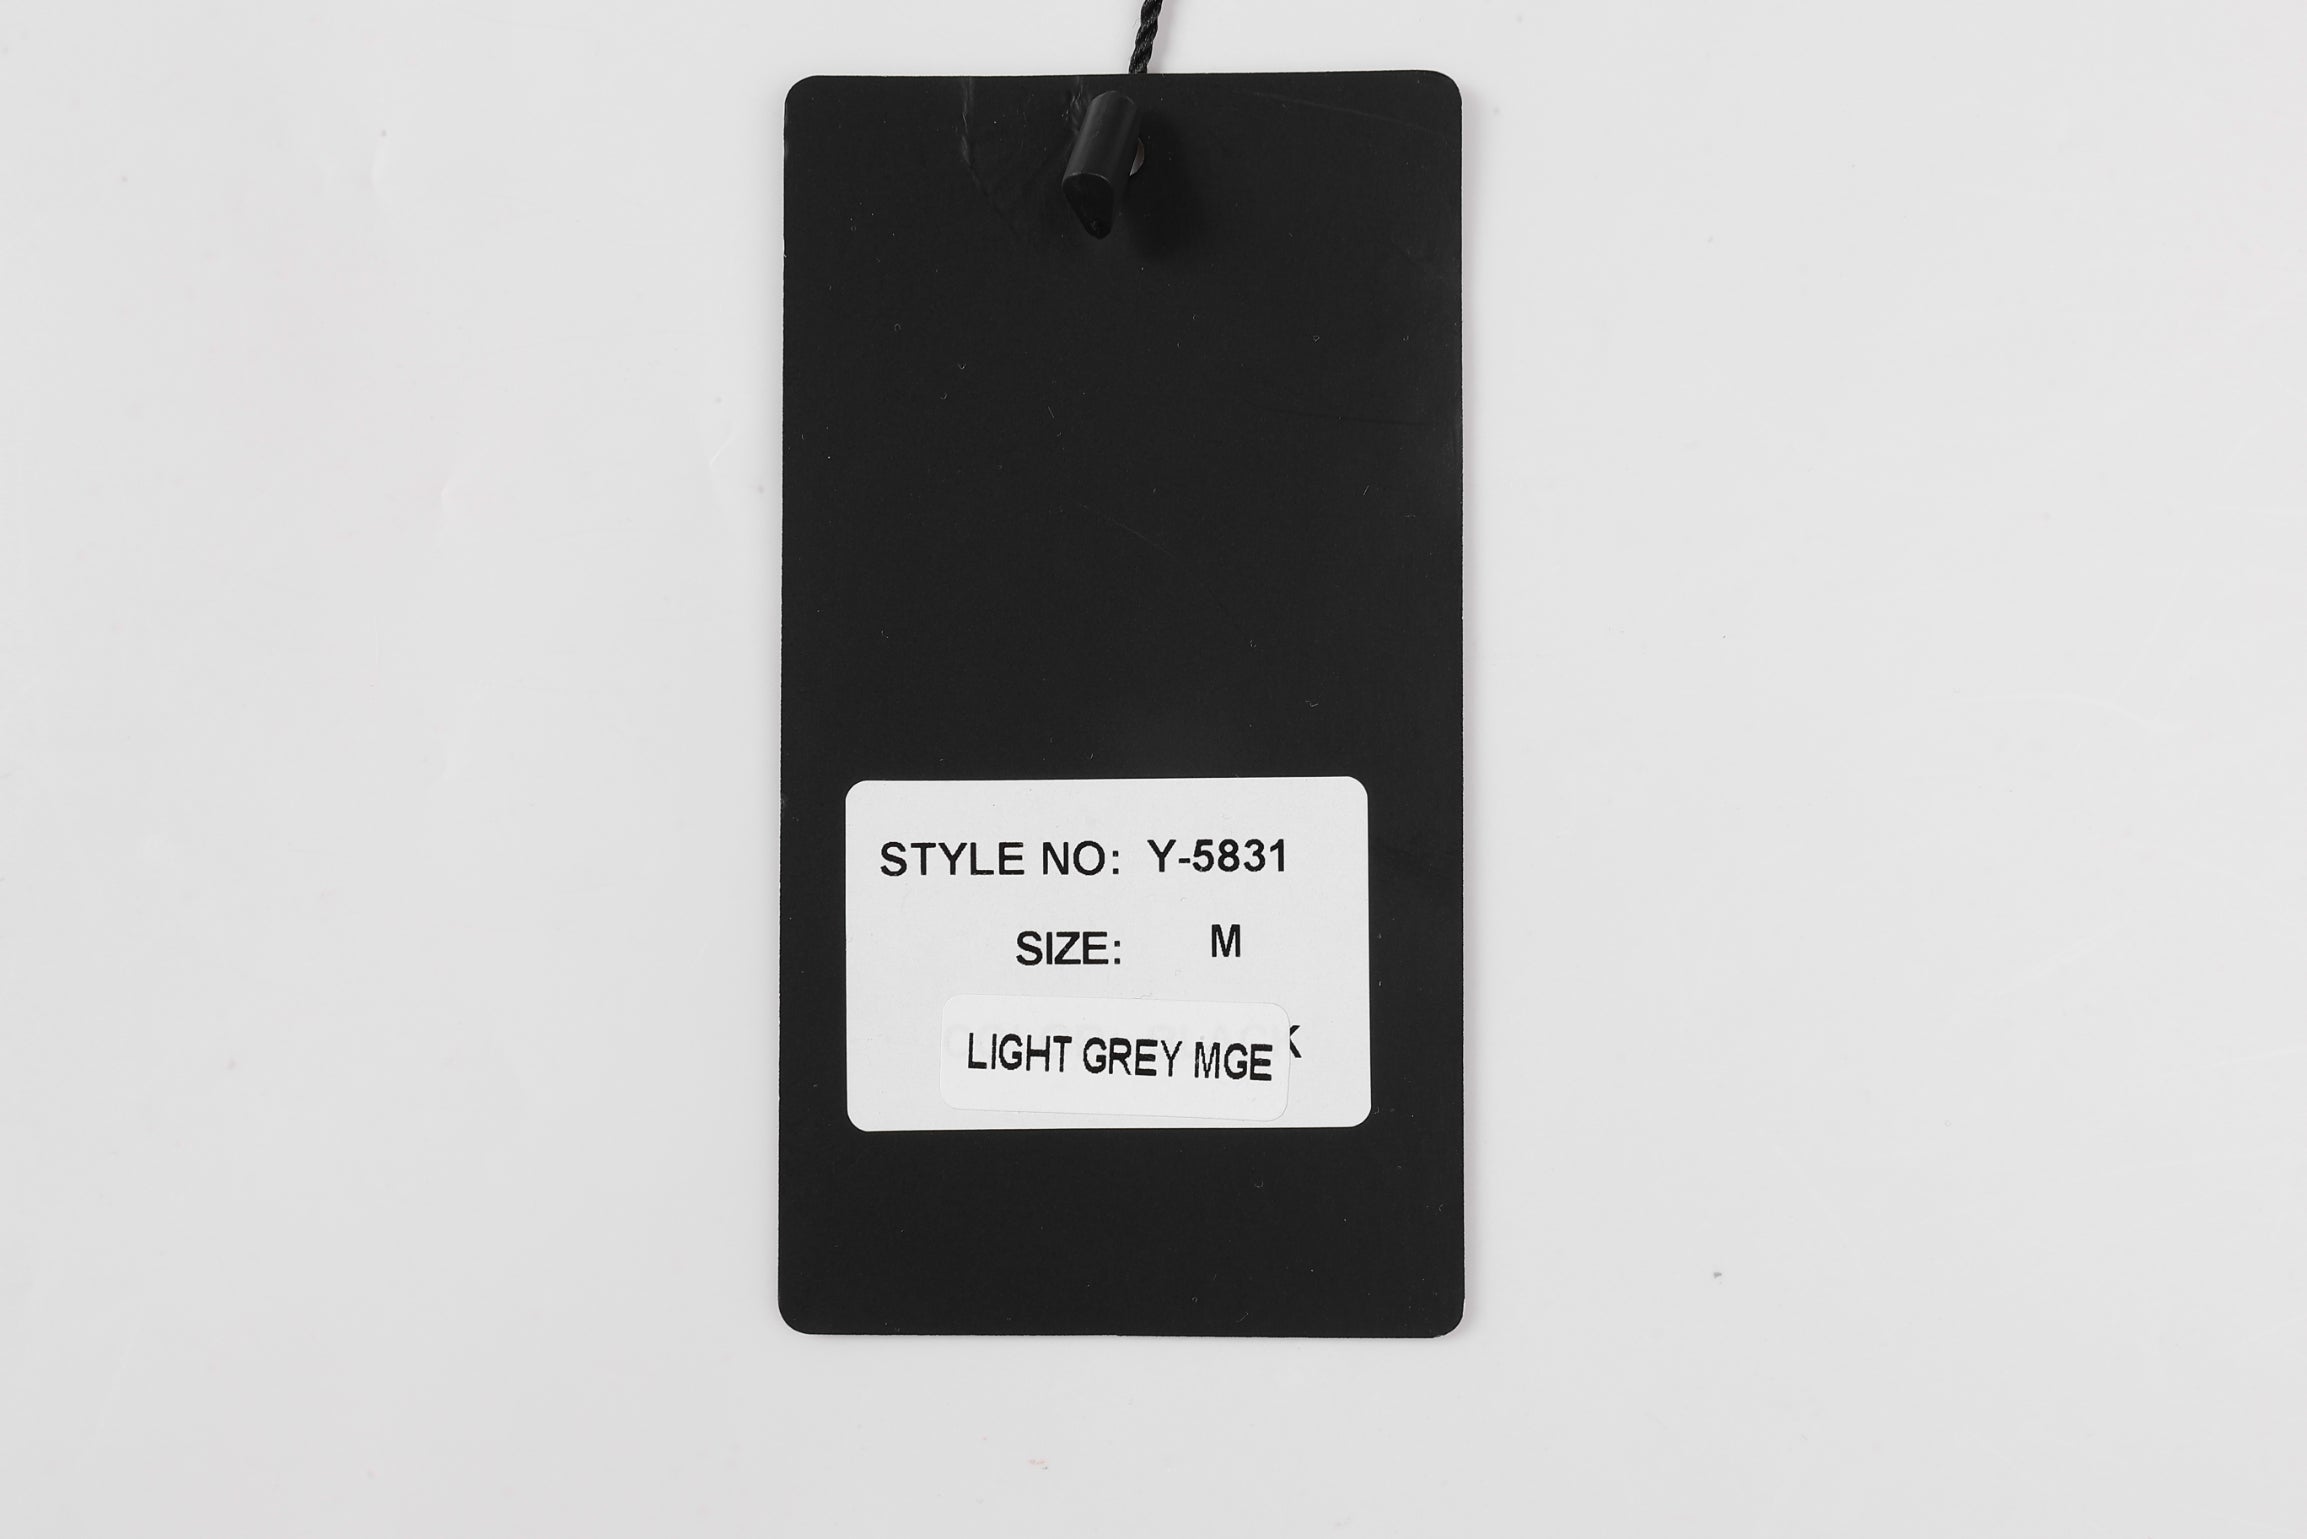 STYLE NO: Y-5831
SIZE: M
LIGHT GREY MGE